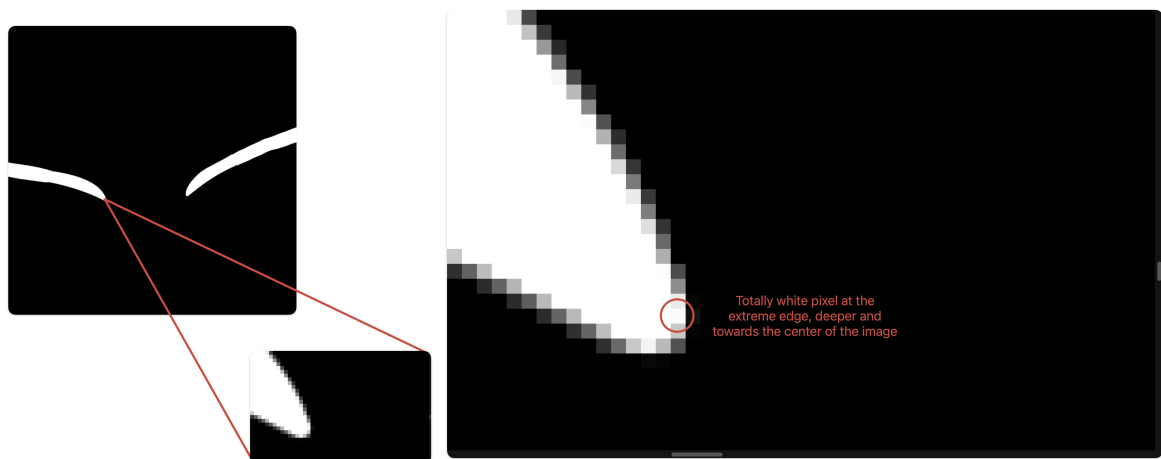 Totally white pixel at the
extreme edge, deeper and
towards the center of the image